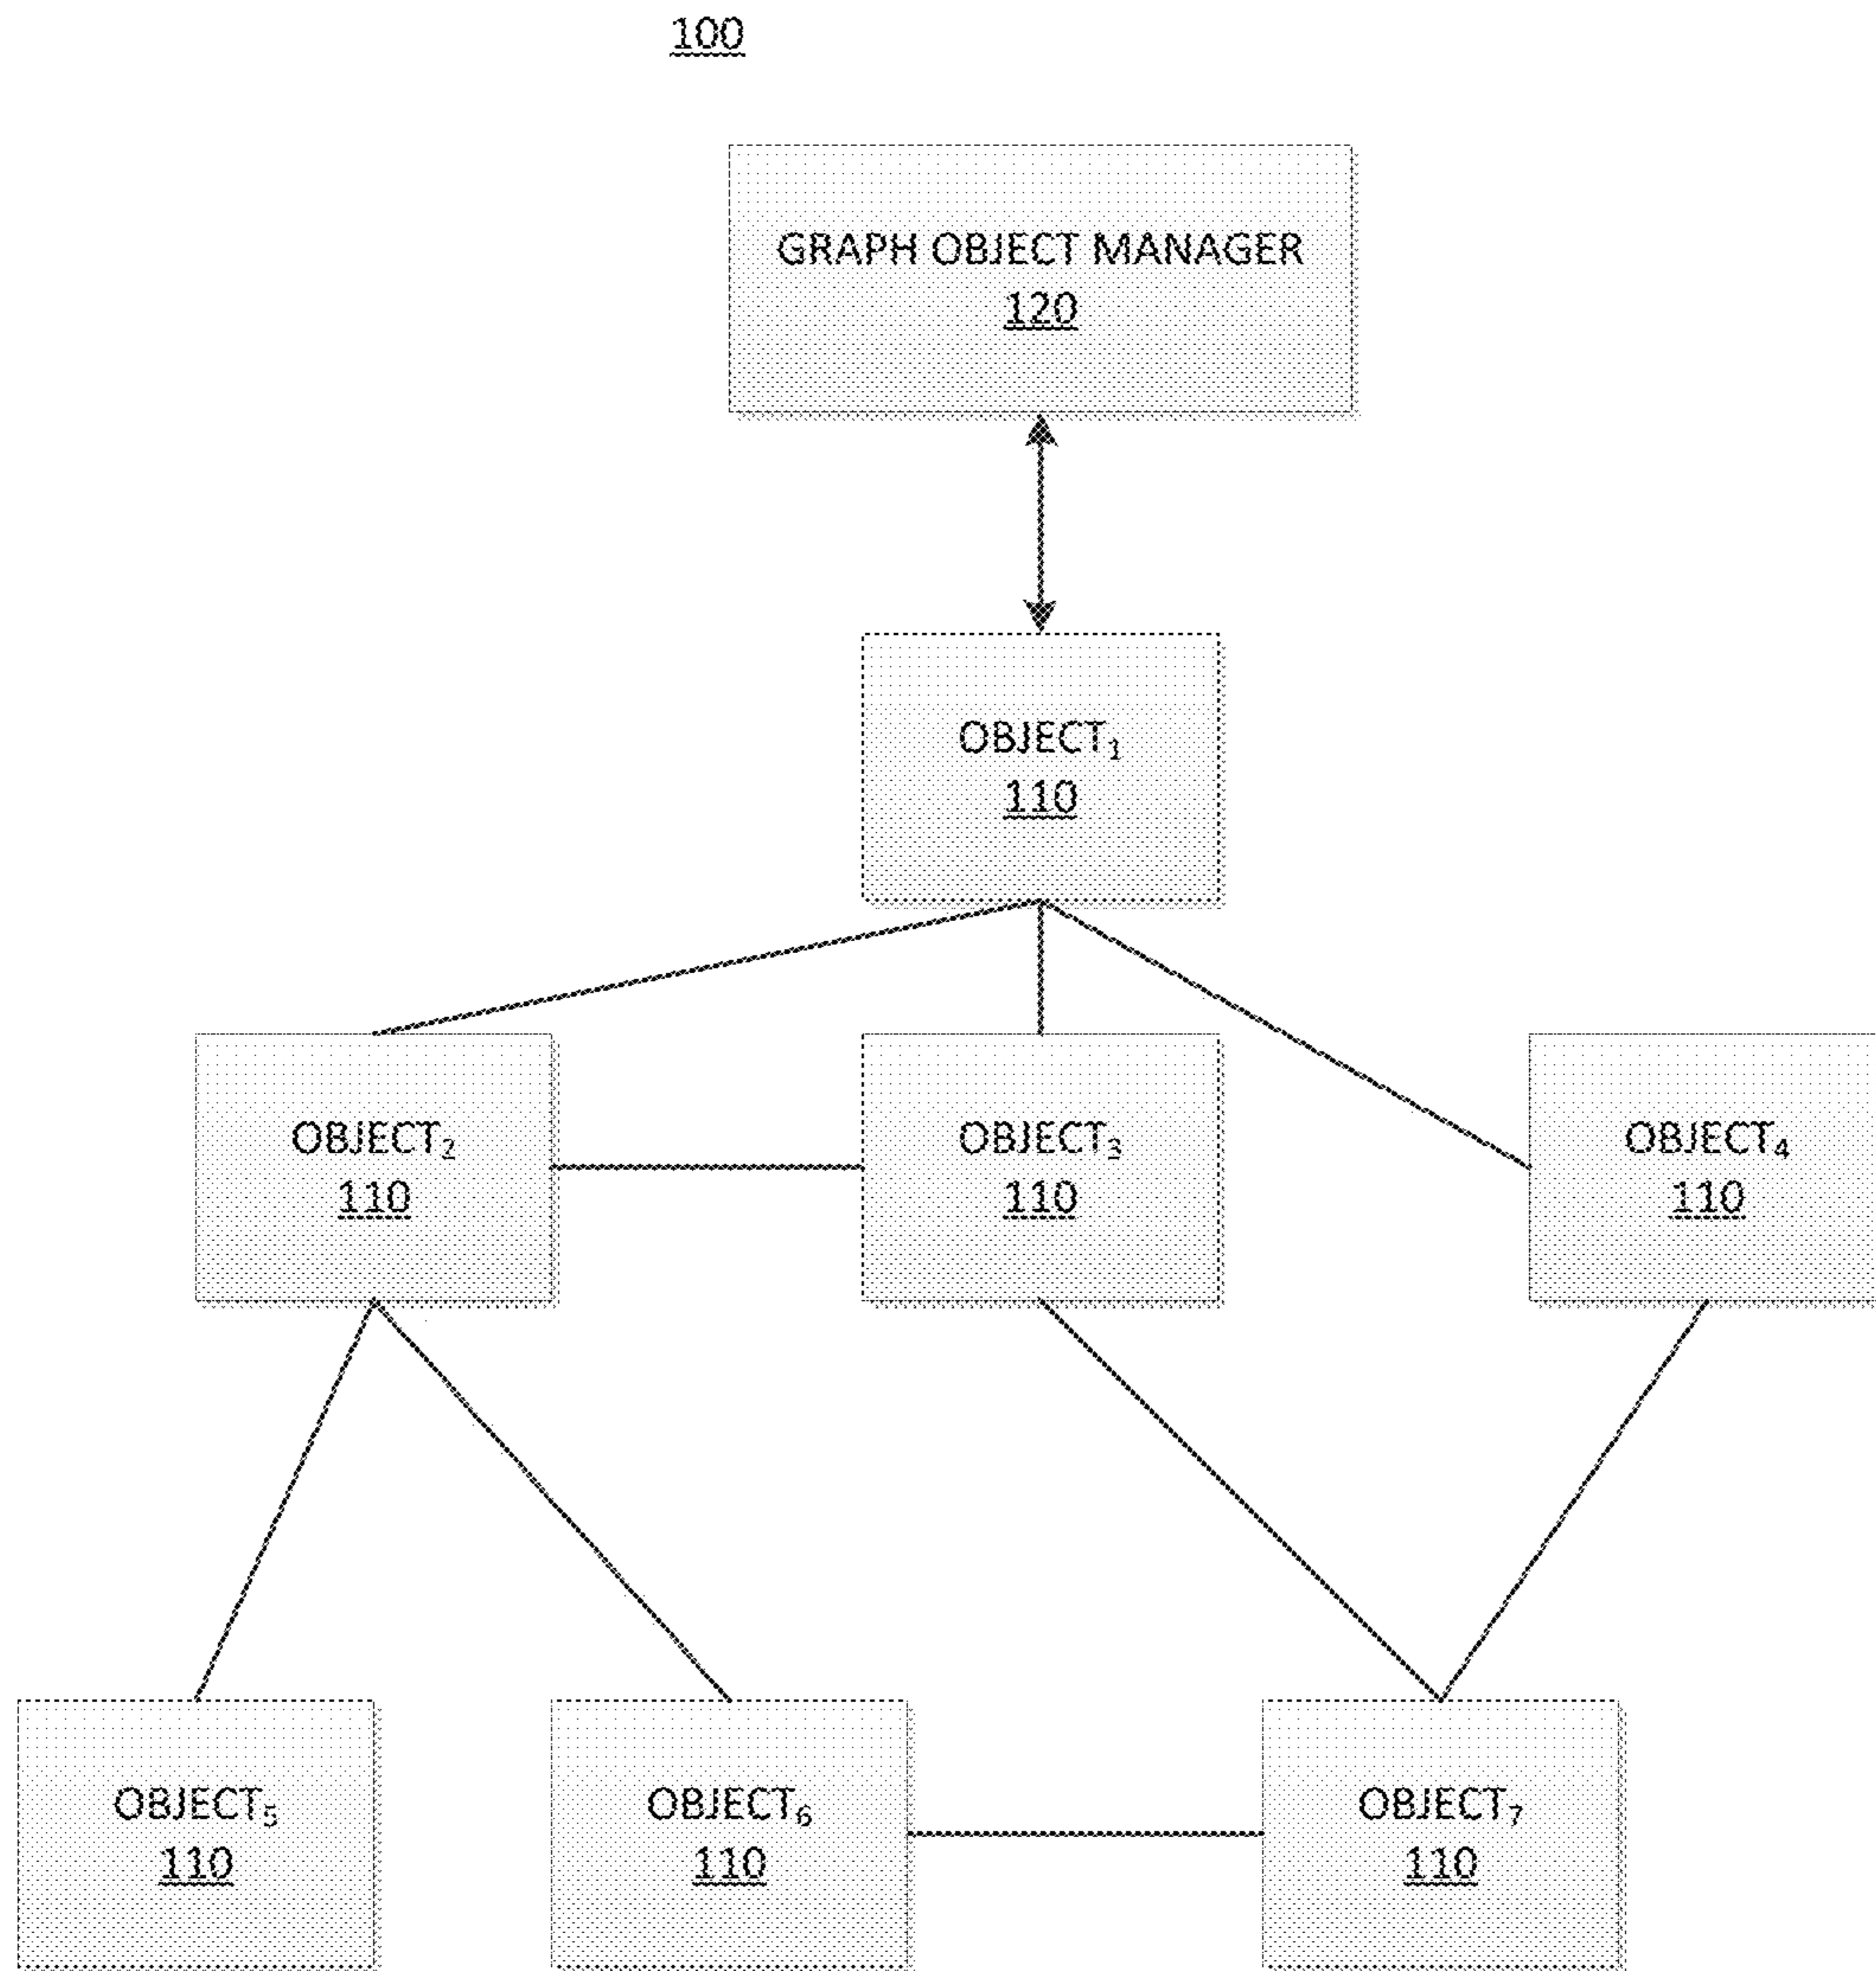 100
GRAPH OBJECT MANAGER
120
OBJECT₁
110
OBJECT₂
110
OBJECT₃
110
OBJECT₄
110
OBJECT₅
110
OBJECT₆
110
OBJECT₇
110